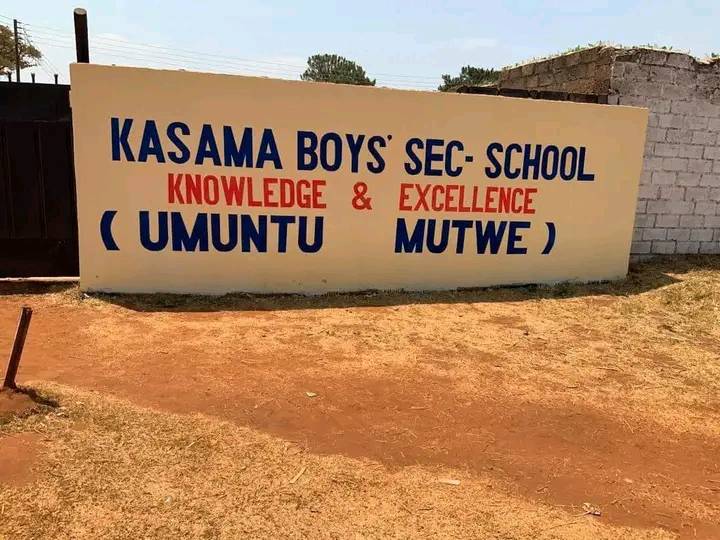 KASAMA BOYS' SEC- SCHOOL
KNOWLEDGE & EXCELLENCE
( UMUNTU MUTWE )